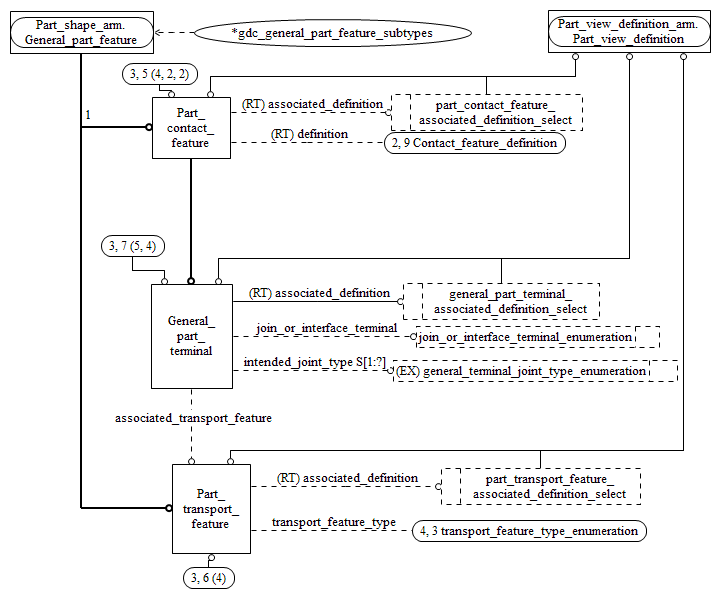 Part_shape_arm.
General_part_feature
*gdc_general_part_feature_subtypes
Part_view_definition_arm.
Part_view_definition
3, 5 (4, 2, 2)
1
Part_
contact_
feature
(RT) associated_definition
part_contact_feature_
associated_definition_select
(RT) definition
2, 9 Contact_feature_definition
3, 7 (5, 4)
General_
part_
terminal
(RT) associated_definition
general_part_terminal_
associated_definition_select
join_or_interface_terminal
join_or_interface_terminal_enumeration
intended_joint_type S[1:?]
(EX) general_terminal_joint_type_enumeration
associated_transport_feature
Part_
transport_
feature
(RT) associated_definition
part_transport_feature_
associated_definition_select
transport_feature_type
4, 3 transport_feature_type_enumeration
3, 6 (4)